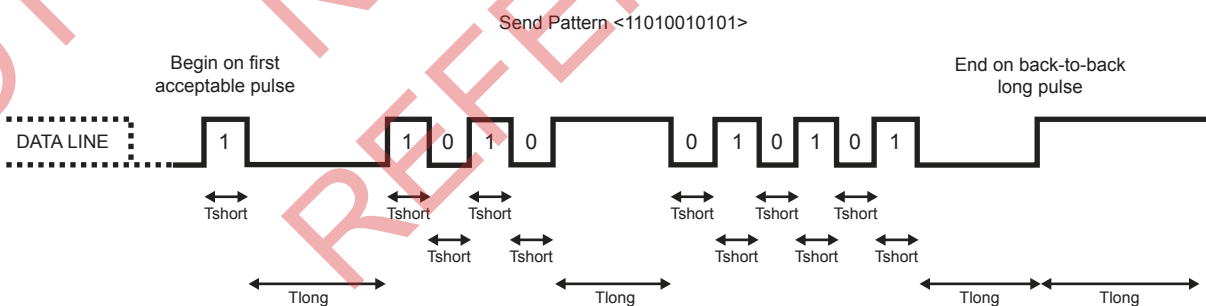 Send Pattern <11010010101>
Begin on first
acceptable pulse
End on back-to-back
long pulse
DATA LINE
1 1 0 1 0 0 1 0 1 0 1
Tshort Tshort Tshort Tshort Tshort Tshort
Tshort Tshort Tshort Tshort Tshort
Tlong Tlong Tlong Tlong
REFE